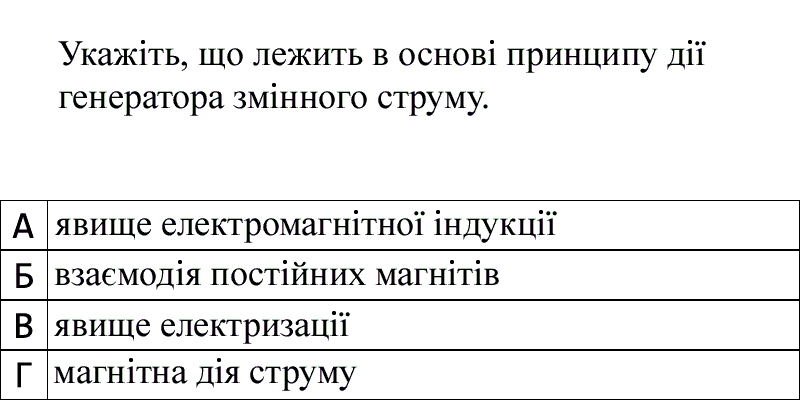 Укажіть, що лежить в основі принципу дії
генератора змінного струму.
А явище електромагнітної індукції
Б взаємодія постійних магнітів
В явище електризації
Г магнітна дія струму